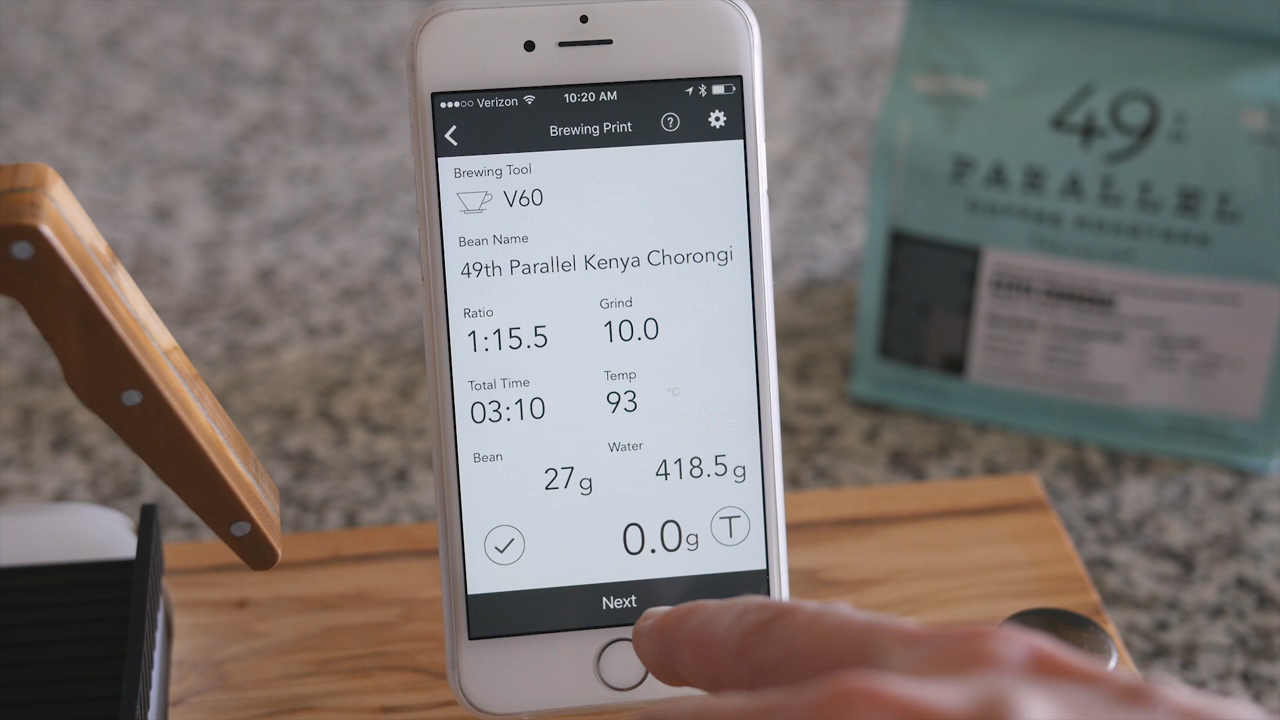 Verizon 10:20 AM
Brewing Print ?
Brewing Tool
V60
Bean Name
49th Parallel Kenya Chorongi
Ratio Grind
1:15.5 10.0
Total Time Temp
03:10 93 °C
Bean Water
27g 418.5g
0.0g T
Next
49
PARALLEL
COFFEE ROASTERS